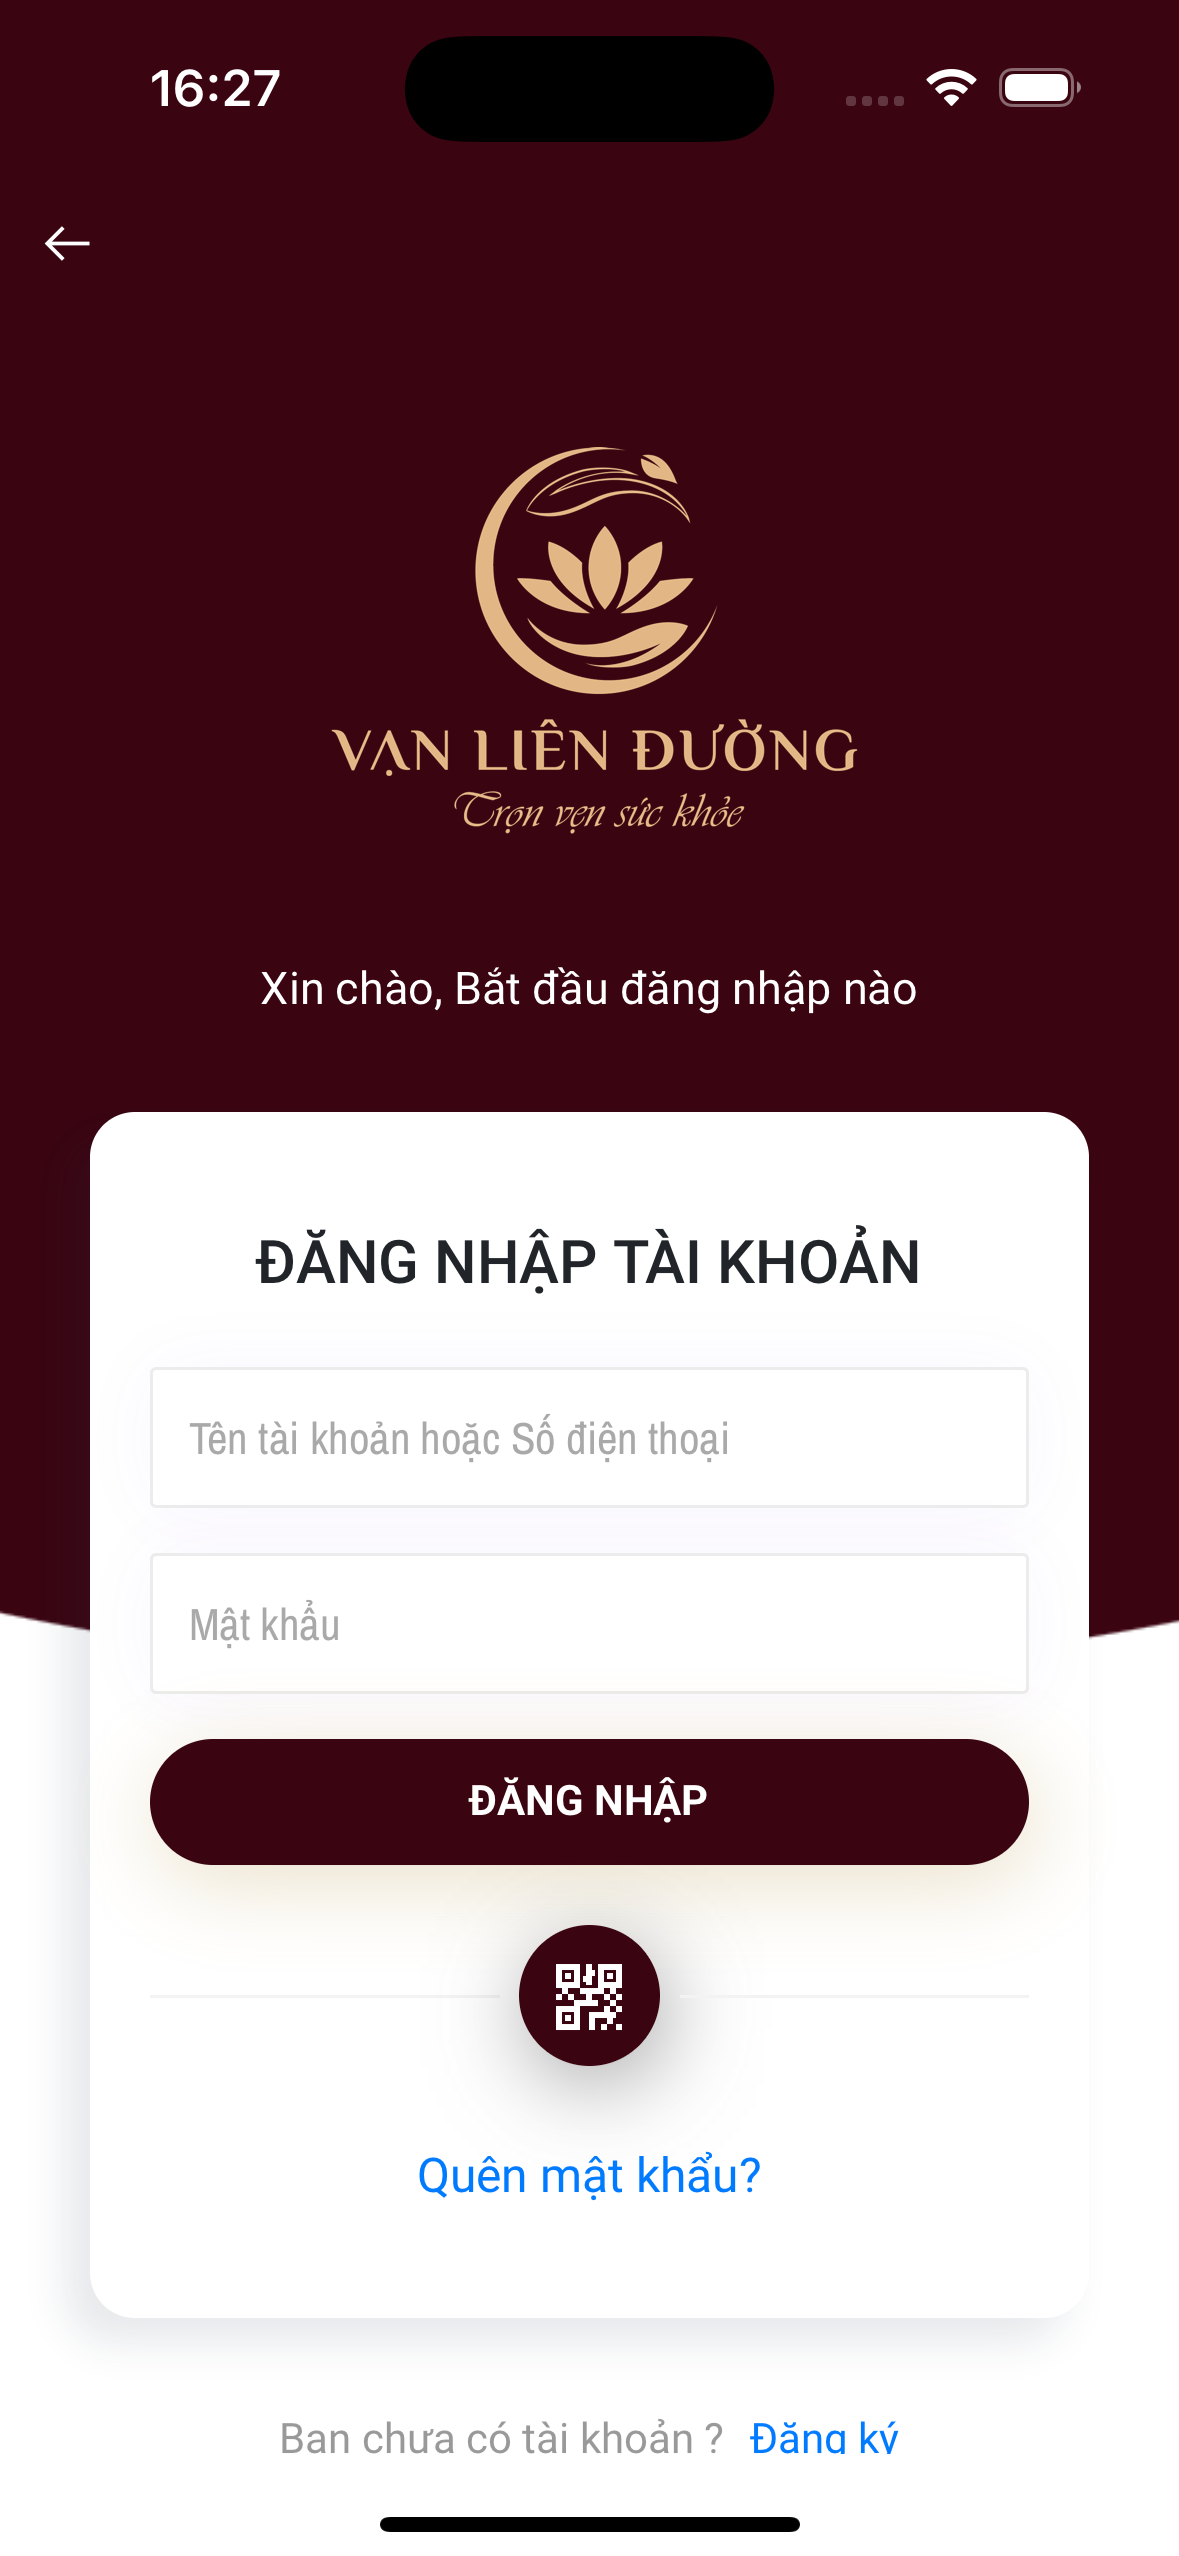 16:27
VẠN LIÊN ĐƯỜNG
Trọn vẹn sức khỏe
Xin chào, Bắt đầu đăng nhập nào
ĐĂNG NHẬP TÀI KHOẢN
Tên tài khoản hoặc Số điện thoại
Mật khẩu
ĐĂNG NHẬP
Quên mật khẩu?
Bạn chưa có tài khoản ? Đăng ký